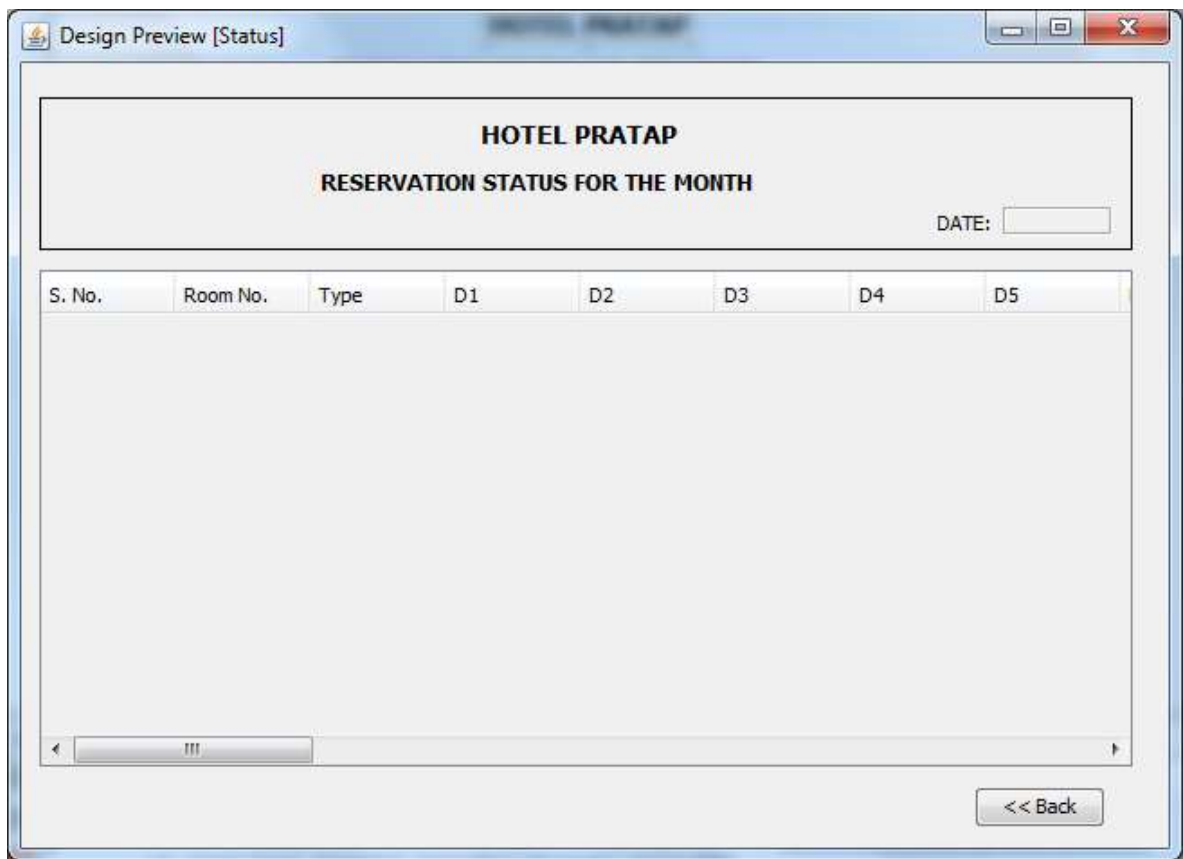 Design Preview [Status]
HOTEL PRATAP
RESERVATION STATUS FOR THE MONTH
DATE:
S. No. Room No. Type D1 D2 D3 D4 D5
<< Back